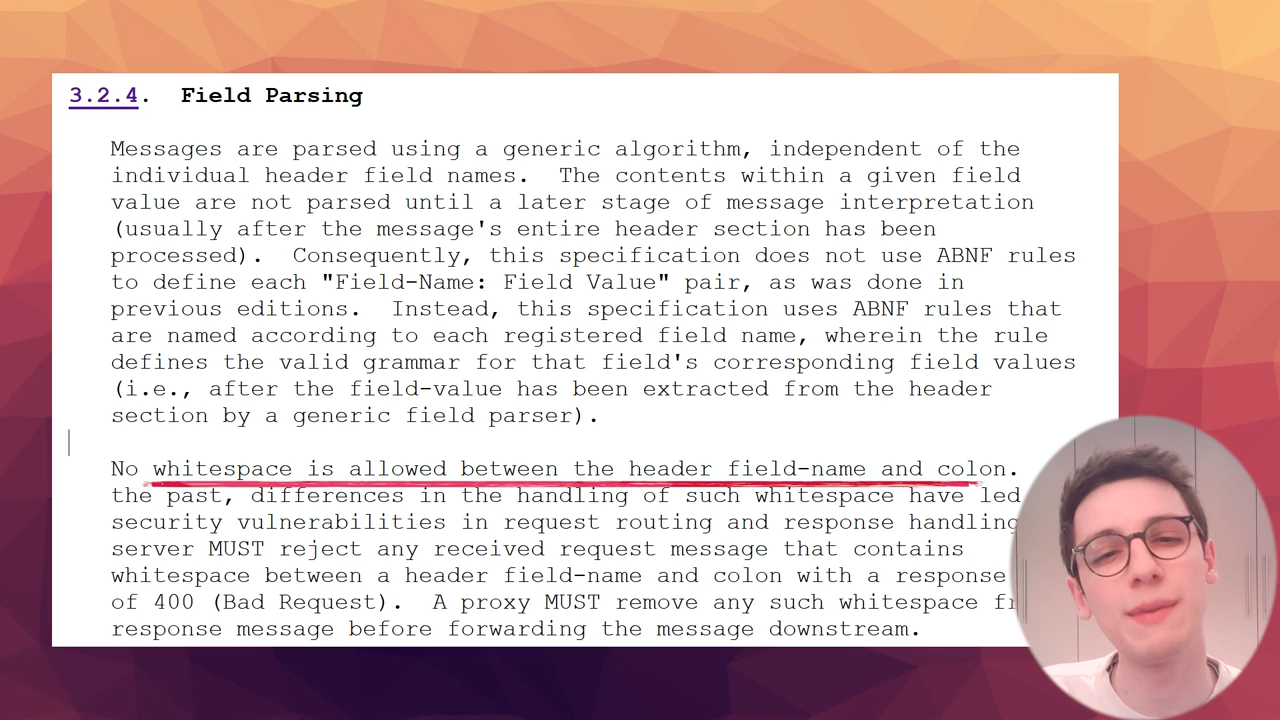 3.2.4. Field Parsing
Messages are parsed using a generic algorithm, independent of the
individual header field names. The contents within a given field
value are not parsed until a later stage of message interpretation
(usually after the message's entire header section has been
processed). Consequently, this specification does not use ABNF rules
to define each "Field-Name: Field Value" pair, as was done in
previous editions. Instead, this specification uses ABNF rules that
are named according to each registered field name, wherein the rule
defines the valid grammar for that field's corresponding field values
(i.e., after the field-value has been extracted from the header
section by a generic field parser).
No whitespace is allowed between the header field-name and colon.
the past, differences in the handling of such whitespace have led
security vulnerabilities in request routing and response handling
server MUST reject any received request message that contains
whitespace between a header field-name and colon with a response
of 400 (Bad Request). A proxy MUST remove any such whitespace
response message before forwarding the message downstream.